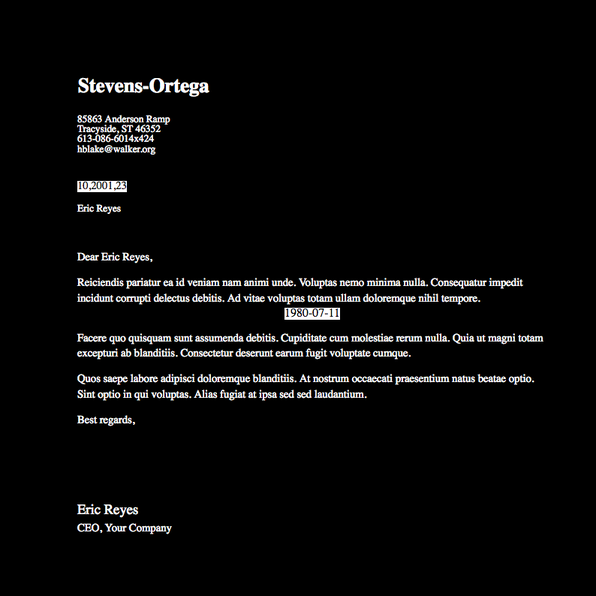 Stevens-Ortega
85863 Anderson Ramp
Tracyside, ST 46352
613-086-6014x424
hblake@walker.org
10,2001,23
Eric Reyes
Dear Eric Reyes,
Reiciendis pariatur ea id veniam nam animi unde. Voluptas nemo minima nulla. Consequatur impedit
incidunt corrupti delectus debitis. Ad vitae voluptas totam ullam doloremque nihil tempore.
1980-07-11
Facere quo quisquam sunt assumenda debitis. Cupiditate cum molestiae rerum nulla. Quia ut magni totam
excepturi ab blanditiis. Consectetur deserunt earum fugit voluptate cumque.
Quos saepe labore adipisci doloremque blanditiis. At nostrum occaecati praesentium natus beatae optio.
Sint optio in qui voluptas. Alias fugiat at ipsa sed sed laudantium.
Best regards,
Eric Reyes
CEO, Your Company